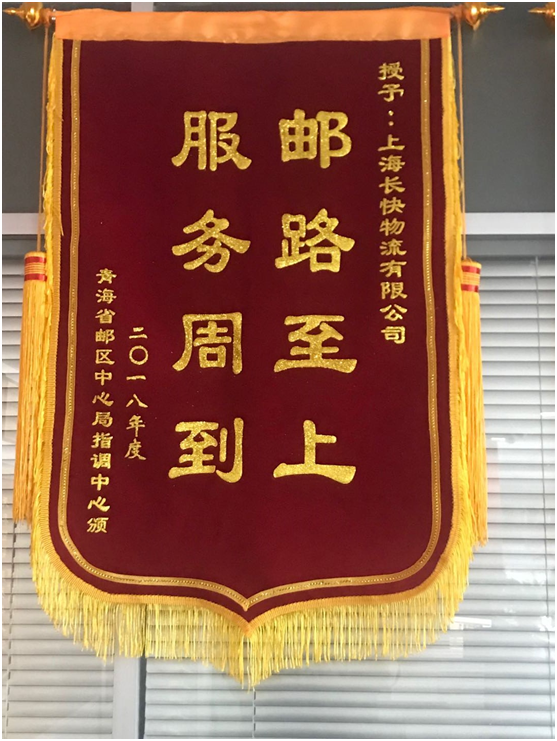 授予：上海长快物流有限公司
邮路至上
服务周到
二〇一八年度
青海省邮区中心局指调中心颁